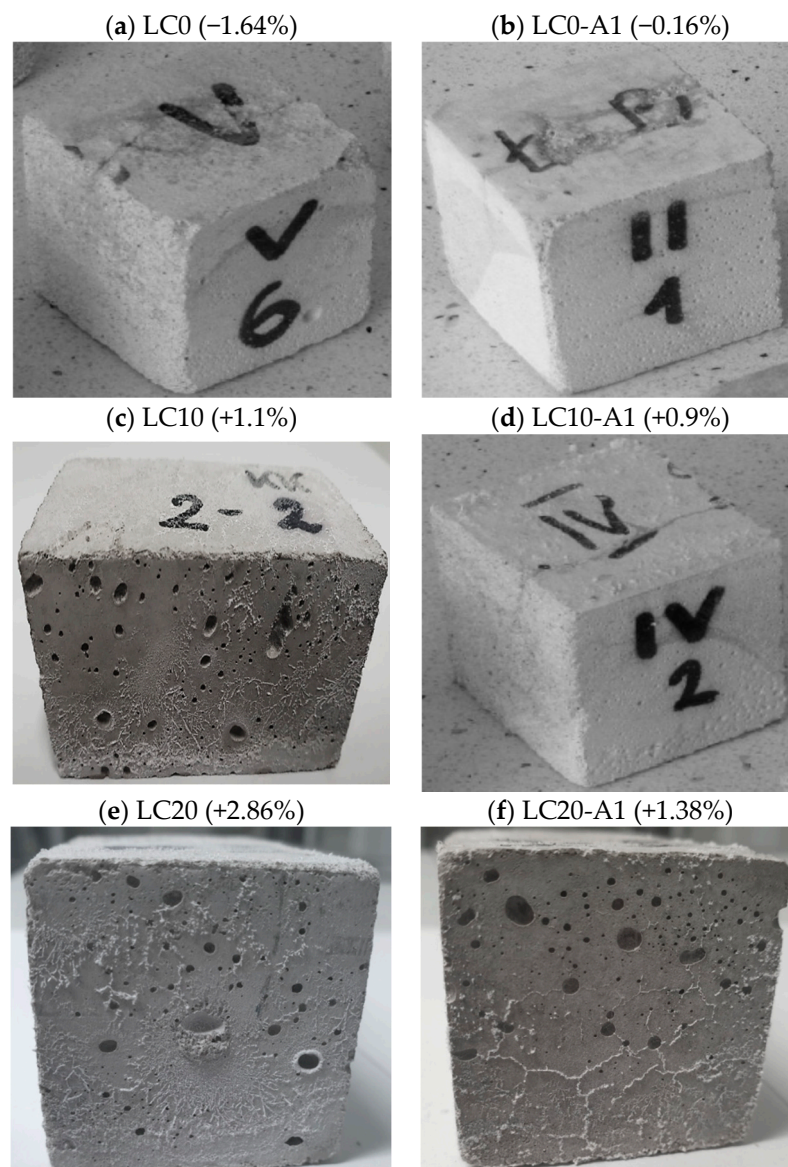 (a) LC0 (−1.64%)
(b) LC0-A1 (−0.16%)
V
6
II
1
(c) LC10 (+1.1%)
(d) LC10-A1 (+0.9%)
2-2
IV
IV
2
(e) LC20 (+2.86%)
(f) LC20-A1 (+1.38%)